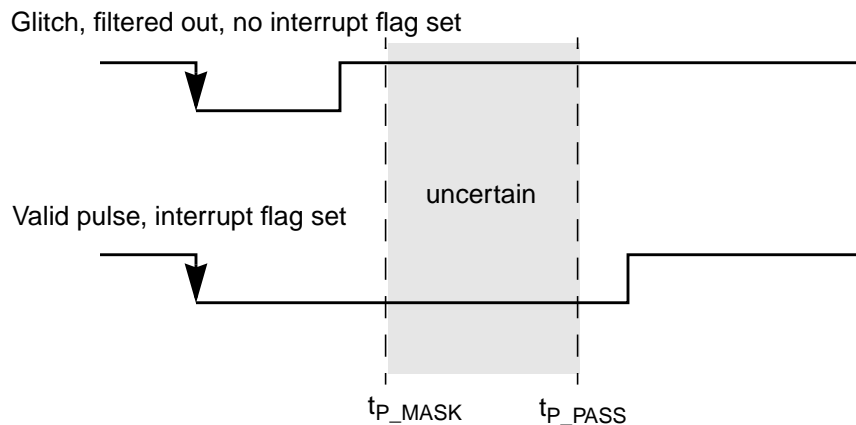 Glitch, filtered out, no interrupt flag set
uncertain
Valid pulse, interrupt flag set
tP_MASK
tP_PASS